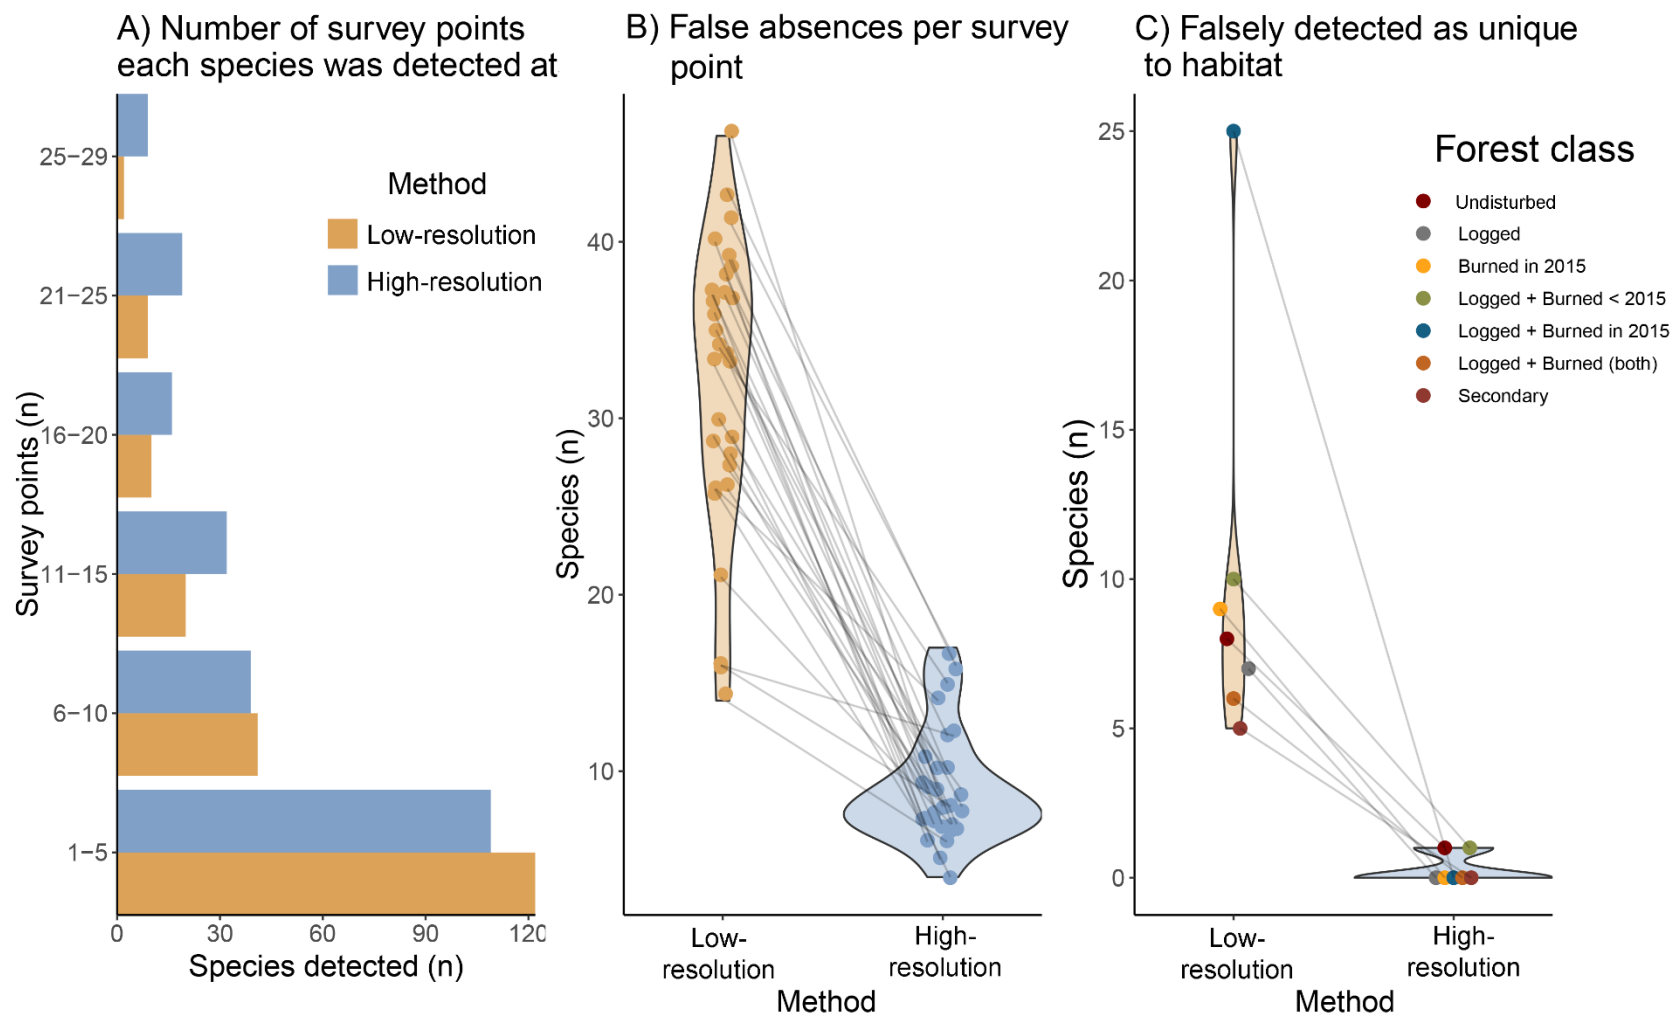 A) Number of survey points
each species was detected at
25−29
21−25
16−20
11−15
6−10
1−5
Survey points (n)
0 30 60 90 120
Species detected (n)
Method
Low-resolution
High-resolution
B) False absences per survey
point
40
30
20
10
Species (n)
Low-
resolution
High-
resolution
Method
C) Falsely detected as unique
to habitat
25
20
15
10
5
0
Species (n)
Low-
resolution
High-
resolution
Method
Forest class
Undisturbed
Logged
Burned in 2015
Logged + Burned < 2015
Logged + Burned in 2015
Logged + Burned (both)
Secondary